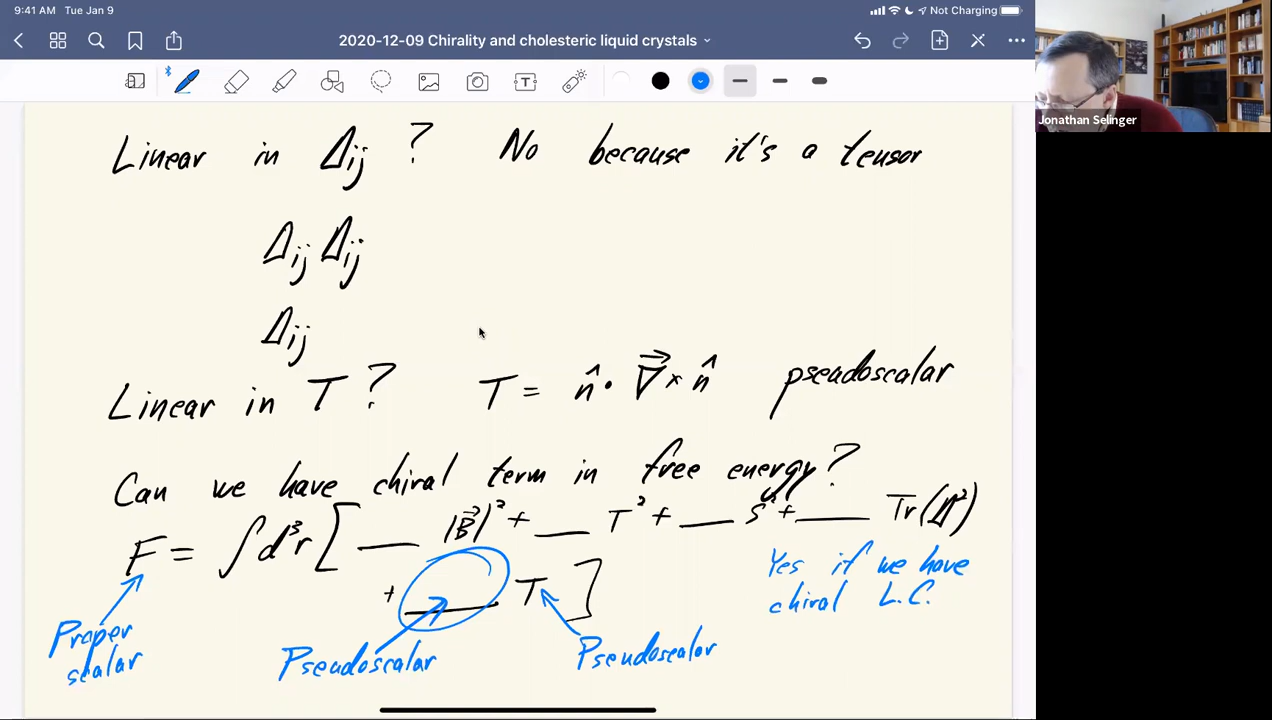 9:41 AM Tue Jan 9
Not Charging
2020-12-09 Chirality and cholesteric liquid crystals
Jonathan Selinger
Linear in Δij ? No because it's a tensor
Δij Δij
Δij
Linear in T ? T = n̂ · ∇⃗ × n̂ pseudoscalar
Can we have chiral term in free energy?
F = ∫ d³r [ ___ |B⃗|² + ___ T² + ___ S² + ___ Tr(Δ²)
+ ___ T ]
Yes if we have
chiral L.C.
Proper
scalar
Pseudoscalar
Pseudoscalar